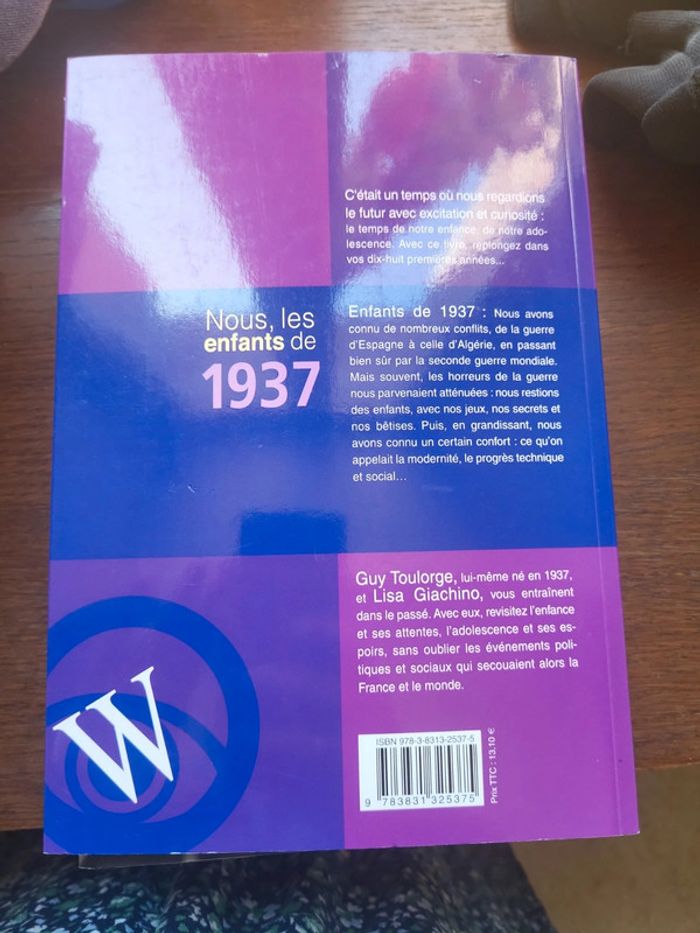 C'était un temps où nous regardions
le futur avec excitation et curiosité :
le temps de notre enfance, de notre ado-
lescence. Avec ce livre, replongez dans
vos dix-huit premières années...
Nous, les
enfants de
1937
Enfants de 1937 : Nous avons
connu de nombreux conflits, de la guerre
d'Espagne à celle d'Algérie, en passant
bien sûr par la seconde guerre mondiale.
Mais souvent, les horreurs de la guerre
nous parvenaient atténuées : nous restions
des enfants, avec nos jeux, nos secrets et
nos bêtises. Puis, en grandissant, nous
avons connu un certain confort : ce qu'on
appelait la modernité, le progrès technique
et social...
Guy Toulorge, lui-même né en 1937,
et Lisa Giachino, vous entraînent
dans le passé. Avec eux, revisitez l'enfance
et ses attentes, l'adolescence et ses es-
poirs, sans oublier les événements poli-
tiques et sociaux qui secouaient alors la
France et le monde.
W
ISBN 978-3-8313-2537-5
9 783831 325375
Prix TTC : 13.10 €